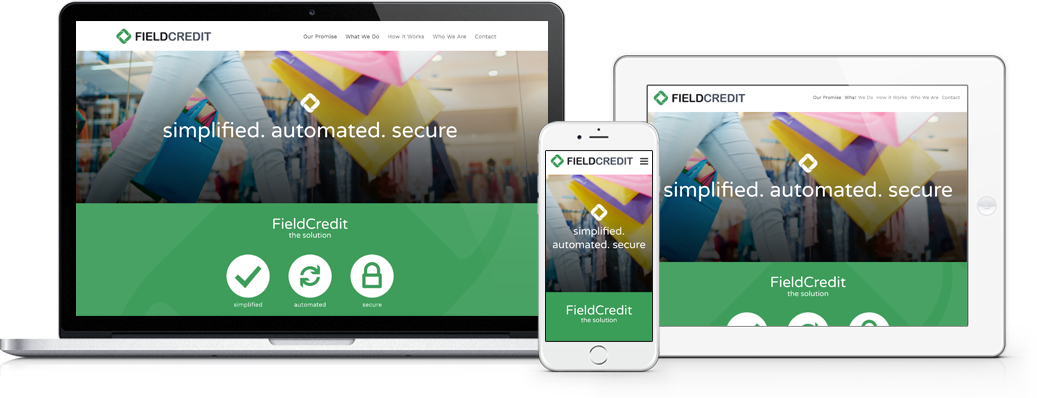 FIELDCREDIT Our Promise What We Do How It Works Who We Are Contact
simplified. automated. secure
FieldCredit
the solution
simplified automated secure
FIELDCREDIT
simplified.
automated. secure
FieldCredit
the solution
FIELDCREDIT Our Promise What We Do How It Works Who We Are Contact
simplified. automated. secure
FieldCredit
the solution